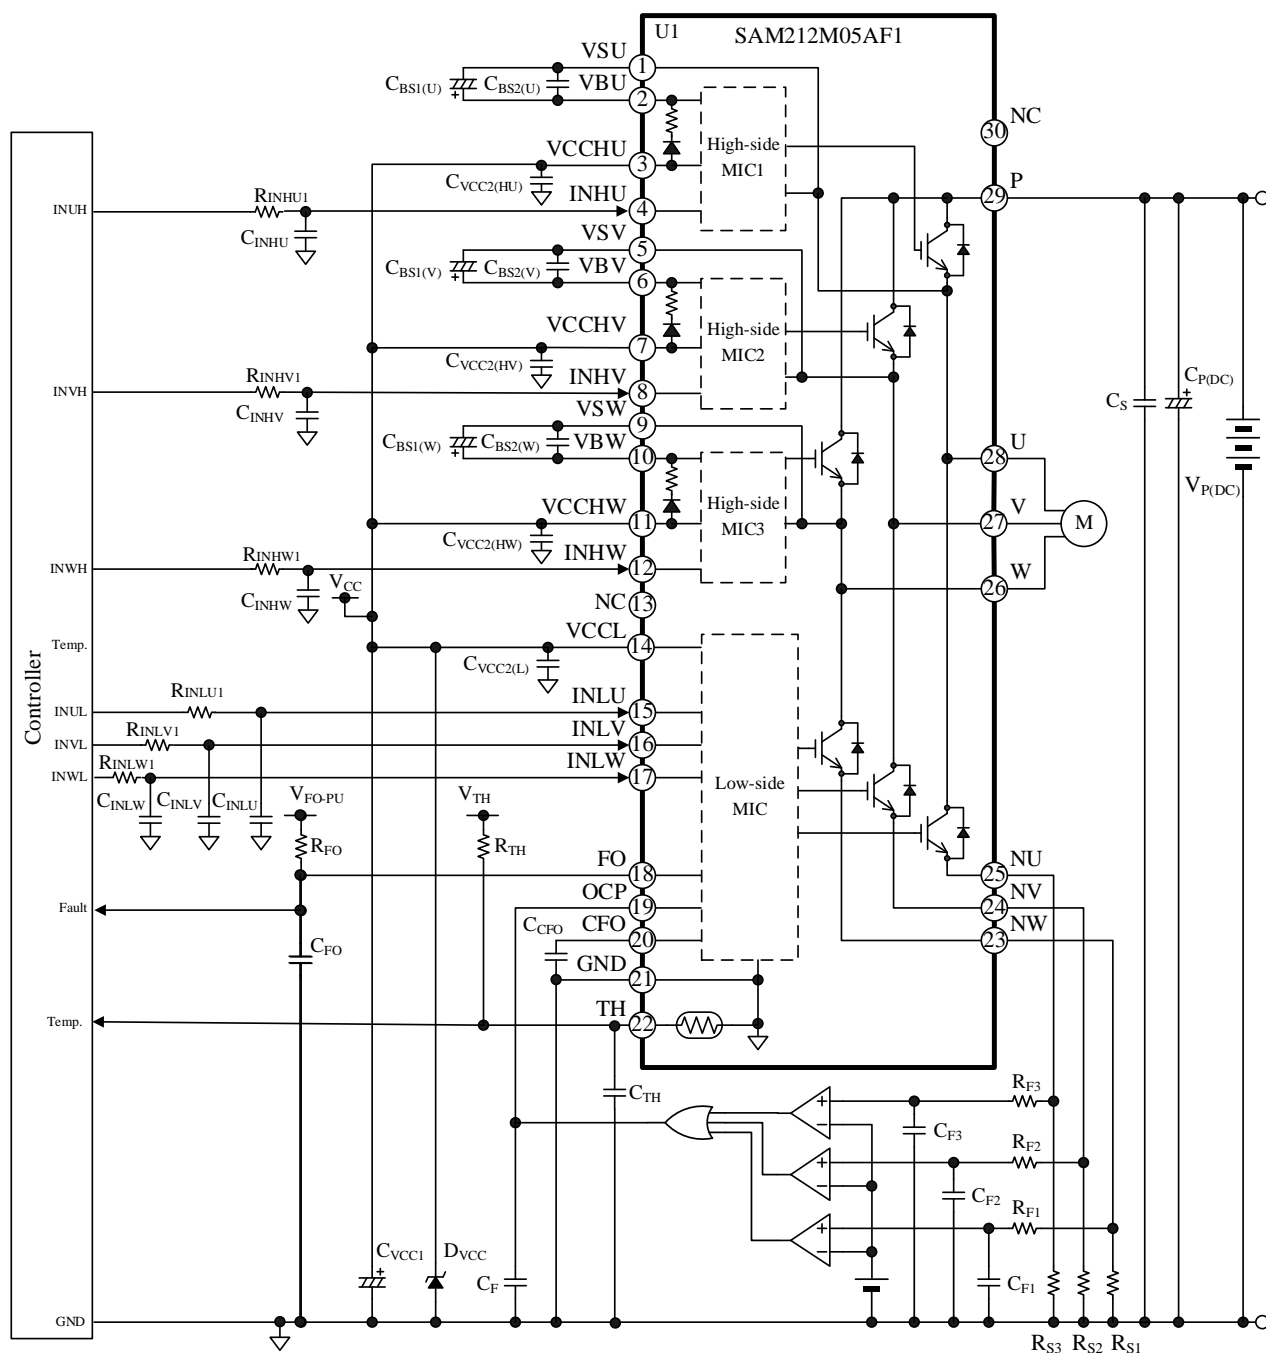 U1
SAM212M05AF1
VSU
1
CBS1(U)
CBS2(U)
VBU
2
NC
30
High-side
MIC1
VCCHU
3
P
29
CVCC2(HU)
INHU
4
INUH
RINHU1
CINHU
VSV
5
CBS1(V)
CBS2(V)
VBV
6
VCCHV
7
High-side
MIC2
CVCC2(HV)
INHV
8
INVH
RINHV1
CINHV
CS
CP(DC)
VSW
9
CBS1(W)
CBS2(W)
VBW
10
U
28
VP(DC)
VCCHW
11
High-side
MIC3
V
27
M
CVCC2(HW)
INHW
12
INWH
RINHW1
CINHW
VCC
W
26
NC
13
VCCL
14
Temp.
CVCC2(L)
Controller
RINLU1
INLU
15
INUL
RINLV1
INLV
16
INVL
RINLW1
INLW
17
INWL
Low-side
MIC
CINLW
CINLV
CINLU
VFO-PU
VTH
RFO
RTH
FO
18
NU
25
OCP
19
NV
24
Fault
CCFO
CFO
20
NW
23
CFO
GND
21
TH
22
Temp.
CTH
RF3
CF3
RF2
CF2
RF1
CF1
CVCC1
DVCC
CF
GND
RS3
RS2
RS1